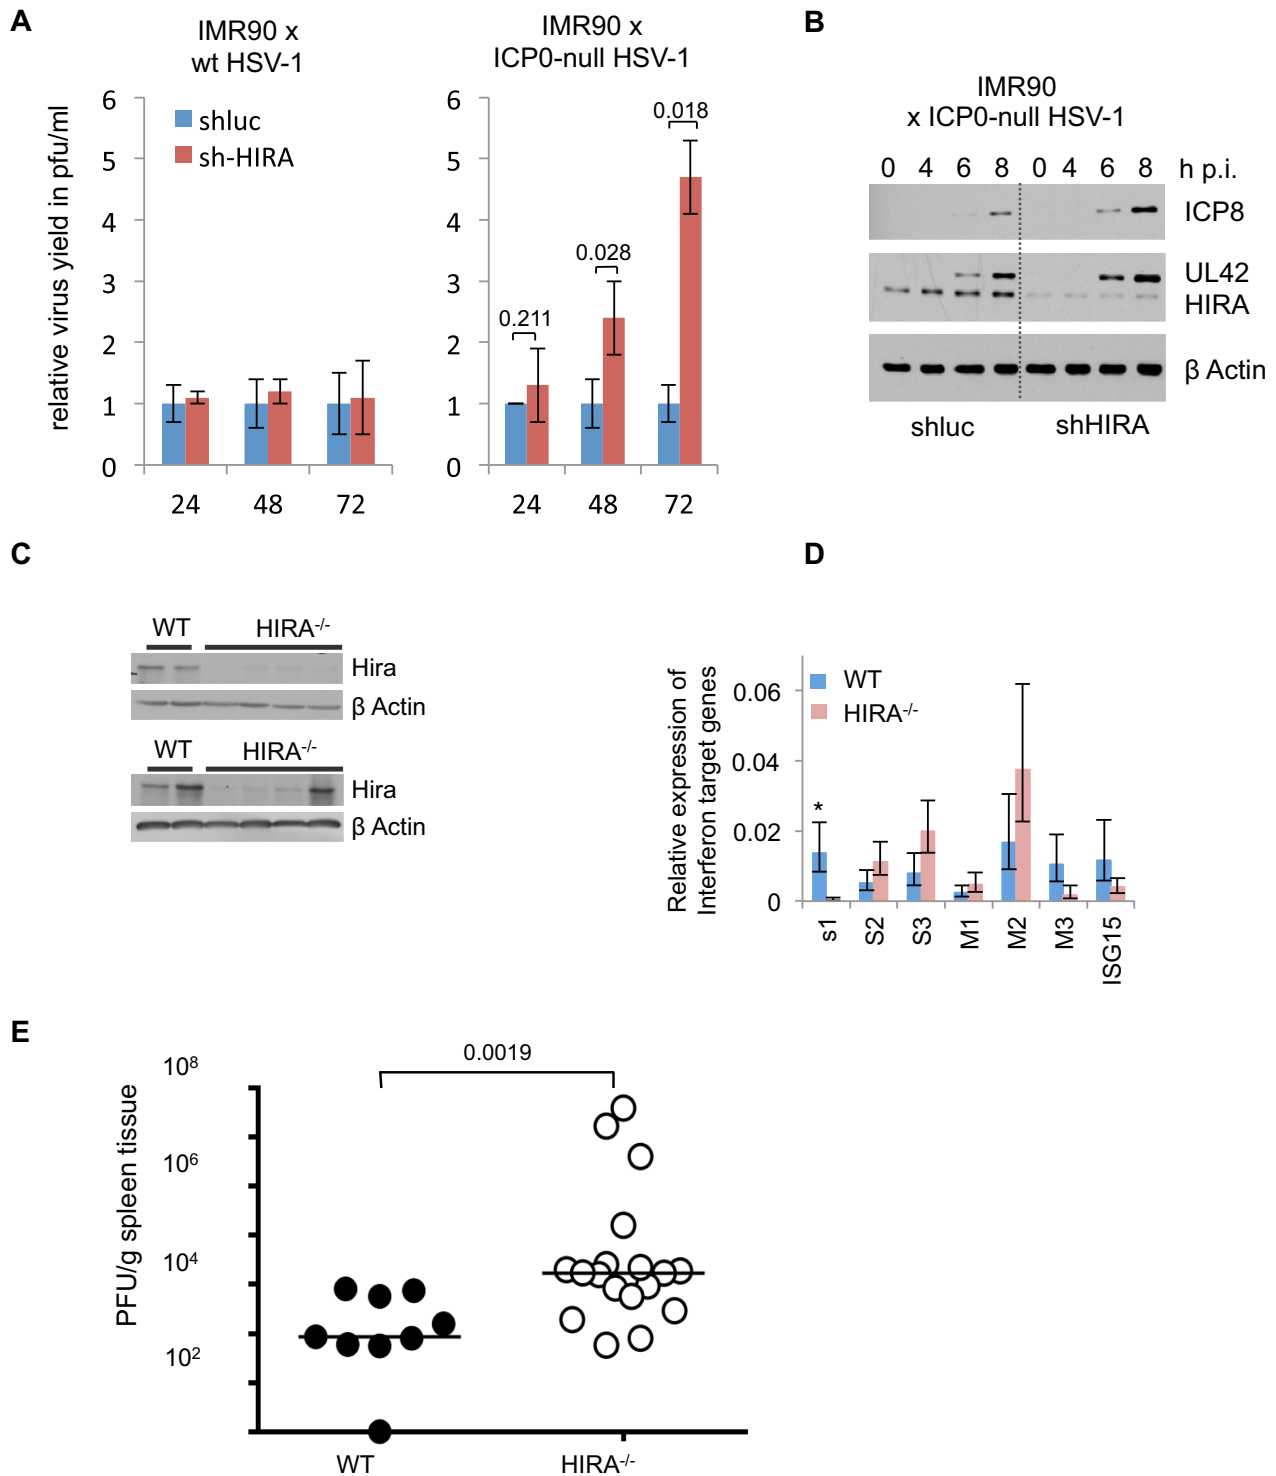 A
IMR90 x
wt HSV-1
IMR90 x
ICP0-null HSV-1
relative virus yield in pfu/ml
6
5
4
3
2
1
0
shluc
sh-HIRA
24 48 72
6
5
4
3
2
1
0
0.211
0.028
0.018
24 48 72
B
IMR90
x ICP0-null HSV-1
0 4 6 8 0 4 6 8 h p.i.
ICP8
UL42
HIRA
β Actin
shluc shHIRA
C
WT HIRA-/-
Hira
β Actin
WT HIRA-/-
Hira
β Actin
D
Relative expression of
Interferon target genes
0.06
0.04
0.02
0
WT
HIRA-/-
*
s1 S2 S3 M1 M2 M3 ISG15
E
PFU/g spleen tissue
10⁸
10⁶
10⁴
10²
0.0019
WT HIRA-/-